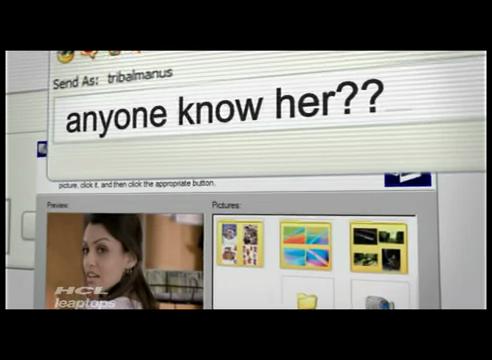 Send As: tribalmanus
anyone know her??
picture, click it, and then click the appropriate button.
Preview:
Pictures:
HCL
leaptops